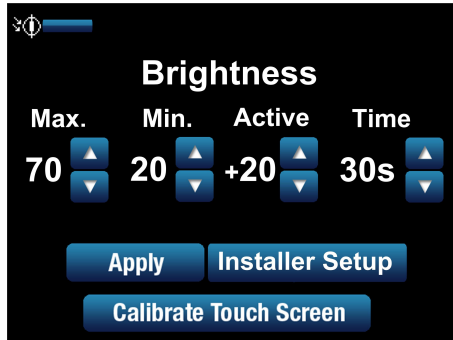 Brightness
Max. Min. Active Time
70 20 +20 30s
Apply Installer Setup
Calibrate Touch Screen